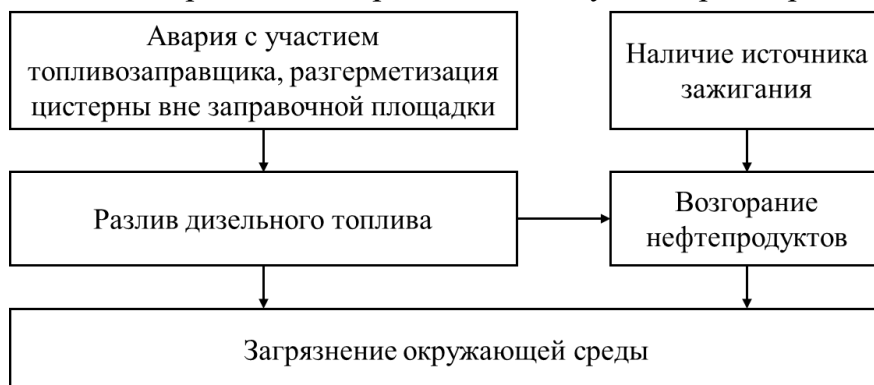 Авария с участием
топливозаправщика, разгерметизация
цистерны вне заправочной площадки
Наличие источника
зажигания
Разлив дизельного топлива
Возгорание
нефтепродуктов
Загрязнение окружающей среды